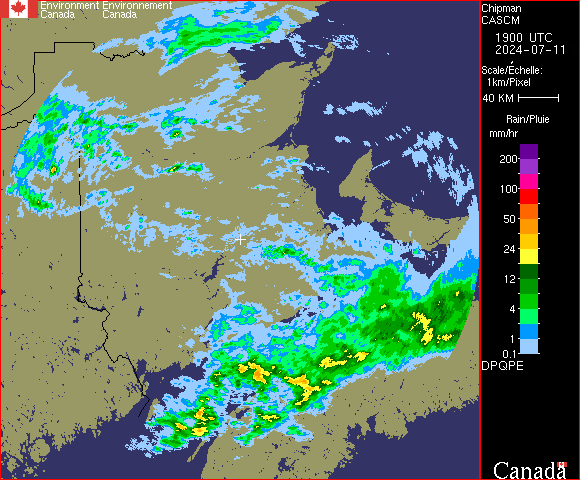 Environment Environnement
Canada Canada
Chipman
CASCM
1900 UTC
2024-07-11
Scale/Échelle:
1km/Pixel
40 KM
Rain/Pluie
mm/hr
200
100
50
24
12
4
1
0.1
DPQPE
Canada